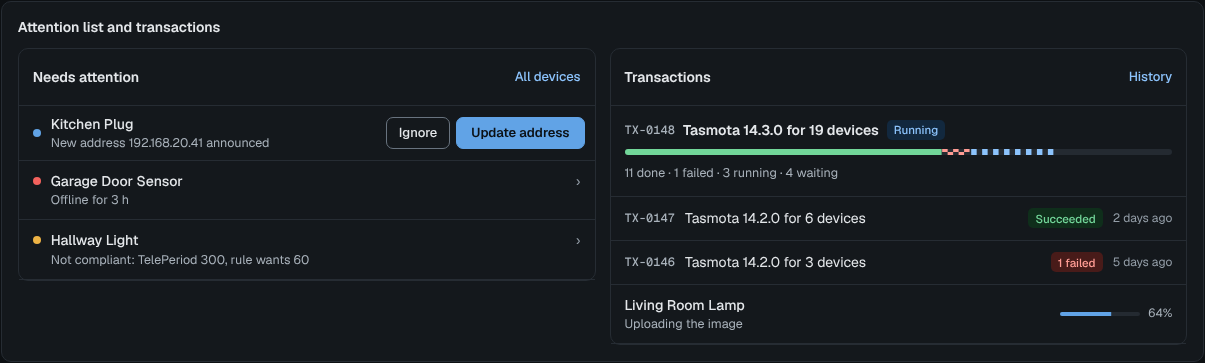 Attention list and transactions
Needs attention
All devices
Kitchen Plug
New address 192.168.20.41 announced
Ignore
Update address
Garage Door Sensor
Offline for 3 h
Hallway Light
Not compliant: TelePeriod 300, rule wants 60
Transactions
History
TX-0148 Tasmota 14.3.0 for 19 devices Running
11 done · 1 failed · 3 running · 4 waiting
TX-0147 Tasmota 14.2.0 for 6 devices Succeeded 2 days ago
TX-0146 Tasmota 14.2.0 for 3 devices 1 failed 5 days ago
Living Room Lamp
Uploading the image
64%